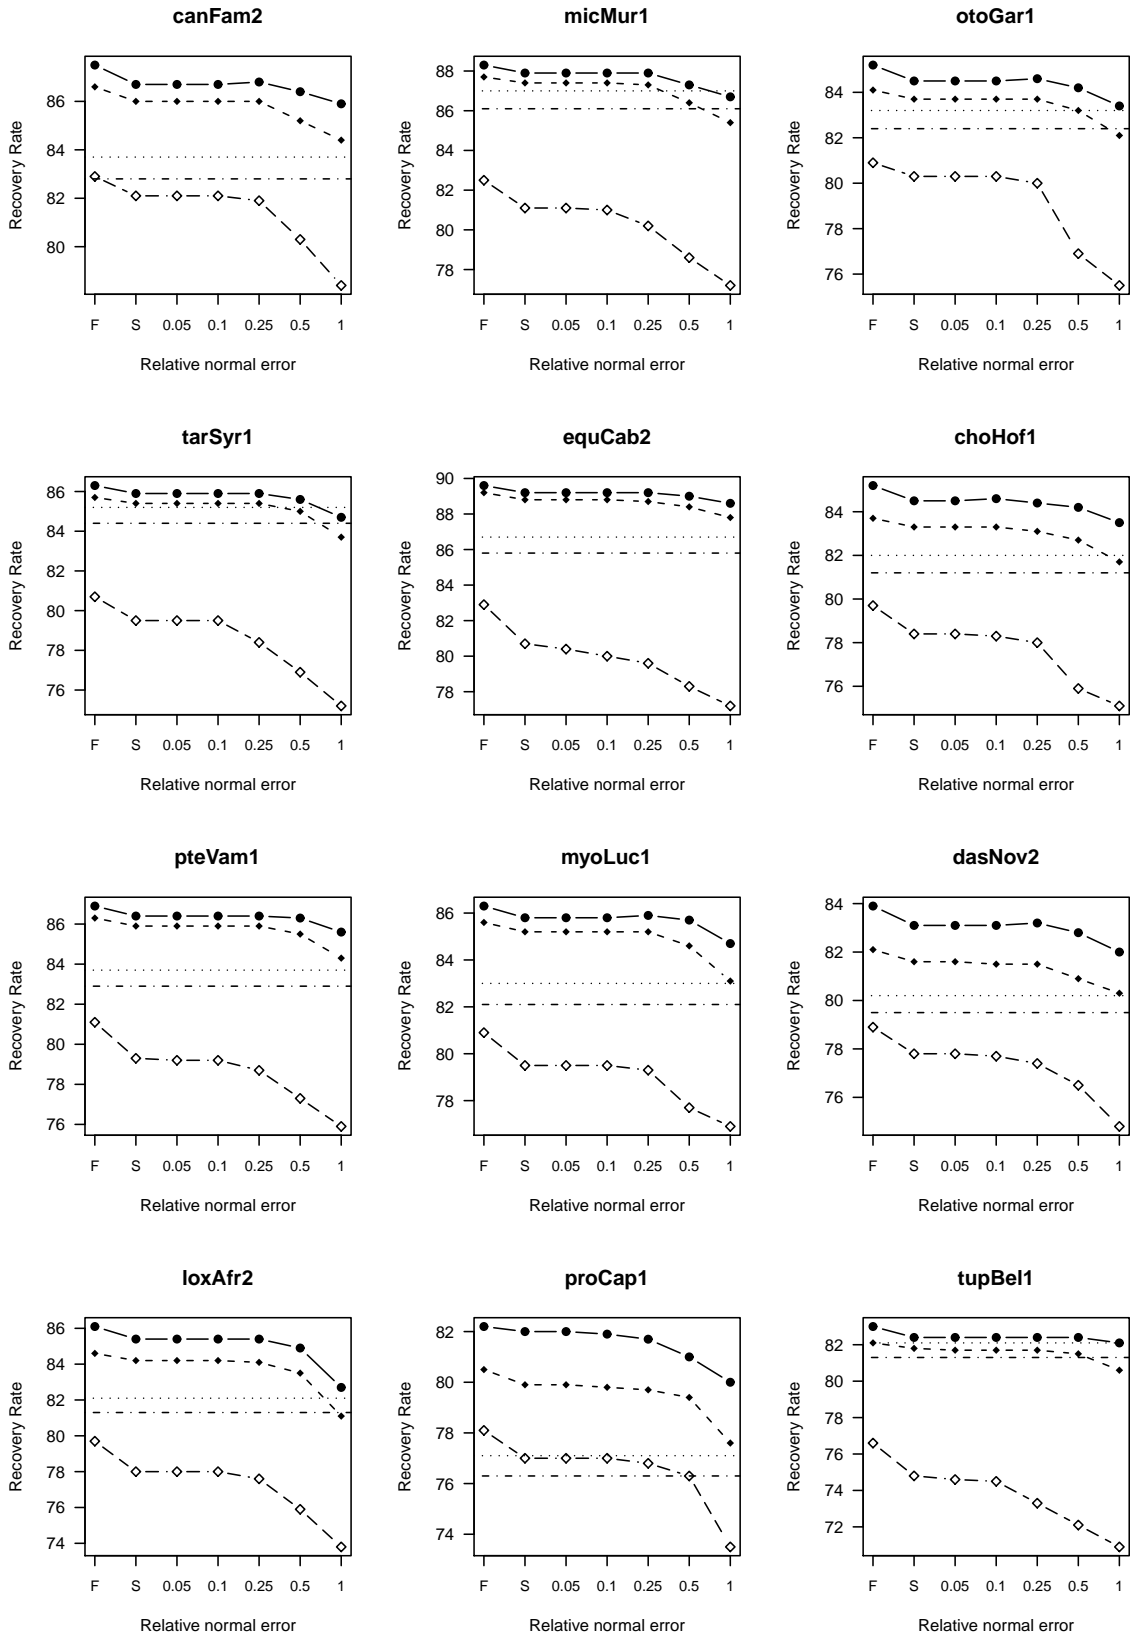 canFam2
micMur1
otoGar1
Recovery Rate
86
84
82
80
F S 0.05 0.1 0.25 0.5 1
Relative normal error
Recovery Rate
88
86
84
82
80
78
F S 0.05 0.1 0.25 0.5 1
Relative normal error
Recovery Rate
84
82
80
78
76
F S 0.05 0.1 0.25 0.5 1
Relative normal error
tarSyr1
equCab2
choHof1
Recovery Rate
86
84
82
80
78
76
F S 0.05 0.1 0.25 0.5 1
Relative normal error
Recovery Rate
90
88
86
84
82
80
78
F S 0.05 0.1 0.25 0.5 1
Relative normal error
Recovery Rate
84
82
80
78
76
F S 0.05 0.1 0.25 0.5 1
Relative normal error
pteVam1
myoLuc1
dasNov2
Recovery Rate
86
84
82
80
78
76
F S 0.05 0.1 0.25 0.5 1
Relative normal error
Recovery Rate
86
84
82
80
78
F S 0.05 0.1 0.25 0.5 1
Relative normal error
Recovery Rate
84
82
80
78
76
F S 0.05 0.1 0.25 0.5 1
Relative normal error
loxAfr2
proCap1
tupBel1
Recovery Rate
86
84
82
80
78
76
74
F S 0.05 0.1 0.25 0.5 1
Relative normal error
Recovery Rate
82
80
78
76
74
F S 0.05 0.1 0.25 0.5 1
Relative normal error
Recovery Rate
82
80
78
76
74
72
F S 0.05 0.1 0.25 0.5 1
Relative normal error